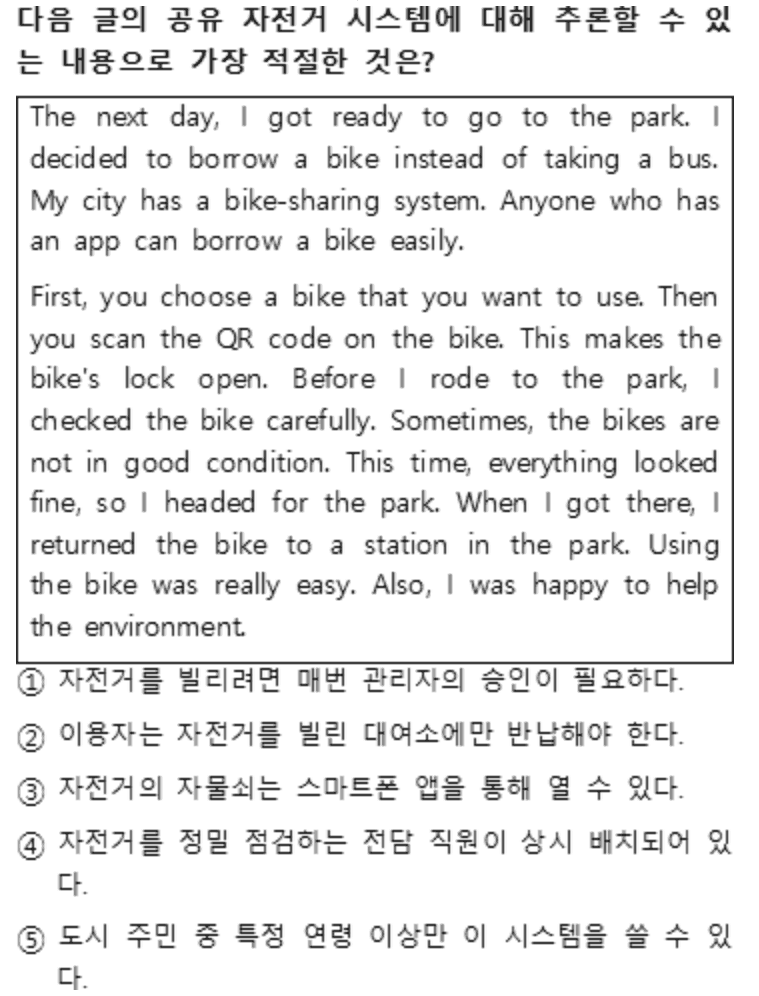 다음 글의 공유 자전거 시스템에 대해 추론할 수 있
는 내용으로 가장 적절한 것은?
The next day, I got ready to go to the park. I
decided to borrow a bike instead of taking a bus.
My city has a bike-sharing system. Anyone who has
an app can borrow a bike easily.
First, you choose a bike that you want to use. Then
you scan the QR code on the bike. This makes the
bike's lock open. Before I rode to the park, I
checked the bike carefully. Sometimes, the bikes are
not in good condition. This time, everything looked
fine, so I headed for the park. When I got there, I
returned the bike to a station in the park. Using
the bike was really easy. Also, I was happy to help
the environment.
① 자전거를 빌리려면 매번 관리자의 승인이 필요하다.
② 이용자는 자전거를 빌린 대여소에만 반납해야 한다.
③ 자전거의 자물쇠는 스마트폰 앱을 통해 열 수 있다.
④ 자전거를 정밀 점검하는 전담 직원이 상시 배치되어 있
다.
⑤ 도시 주민 중 특정 연령 이상만 이 시스템을 쓸 수 있
다.